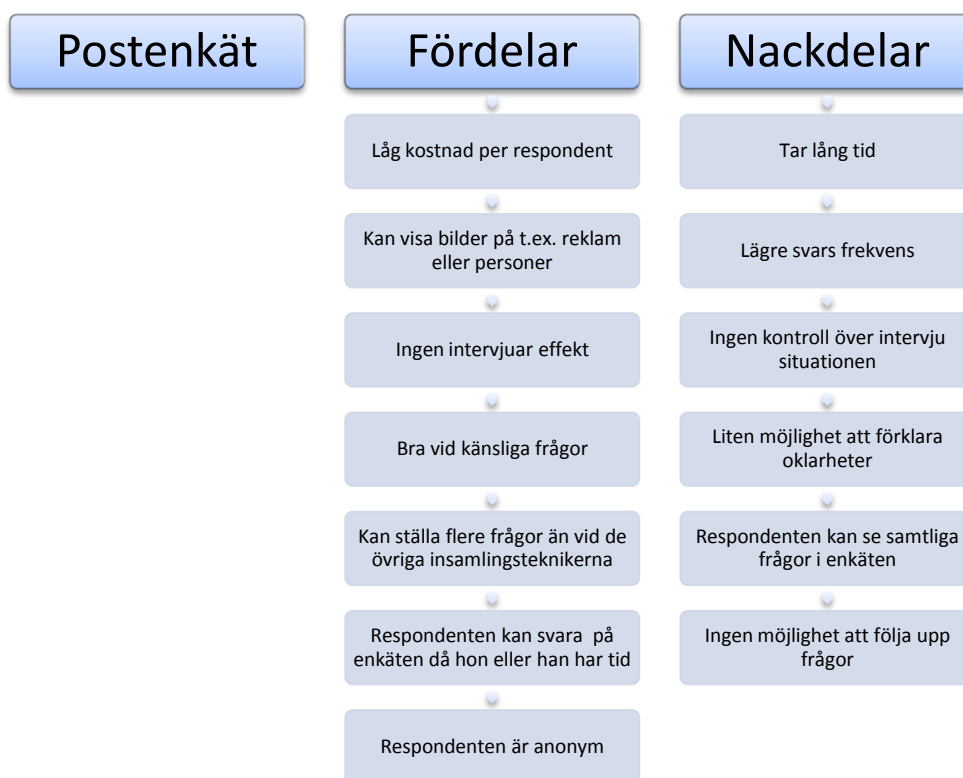 Postenkät
Fördelar
Låg kostnad per respondent
Kan visa bilder på t.ex. reklam
eller personer
Ingen intervjuar effekt
Bra vid känsliga frågor
Kan ställa flere frågor än vid de
övriga insamlingsteknikerna
Respondenten kan svara  på
enkäten då hon eller han har tid
Respondenten är anonym
Nackdelar
Tar lång tid
Lägre svars frekvens
Ingen kontroll över intervju
situationen
Liten möjlighet att förklara
oklarheter
Respondenten kan se samtliga
frågor i enkäten
Ingen möjlighet att följa upp
frågor